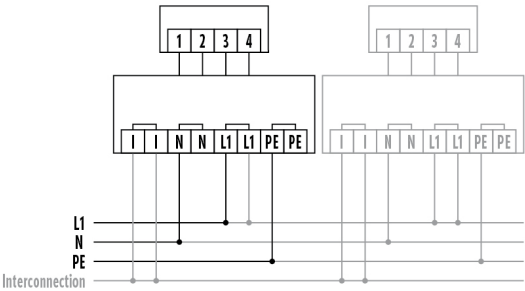 1 2 3 4 1 2 3 4
I I N N L1 L1 PE PE I I N N L1 L1 PE PE
L1
N
PE
Interconnection